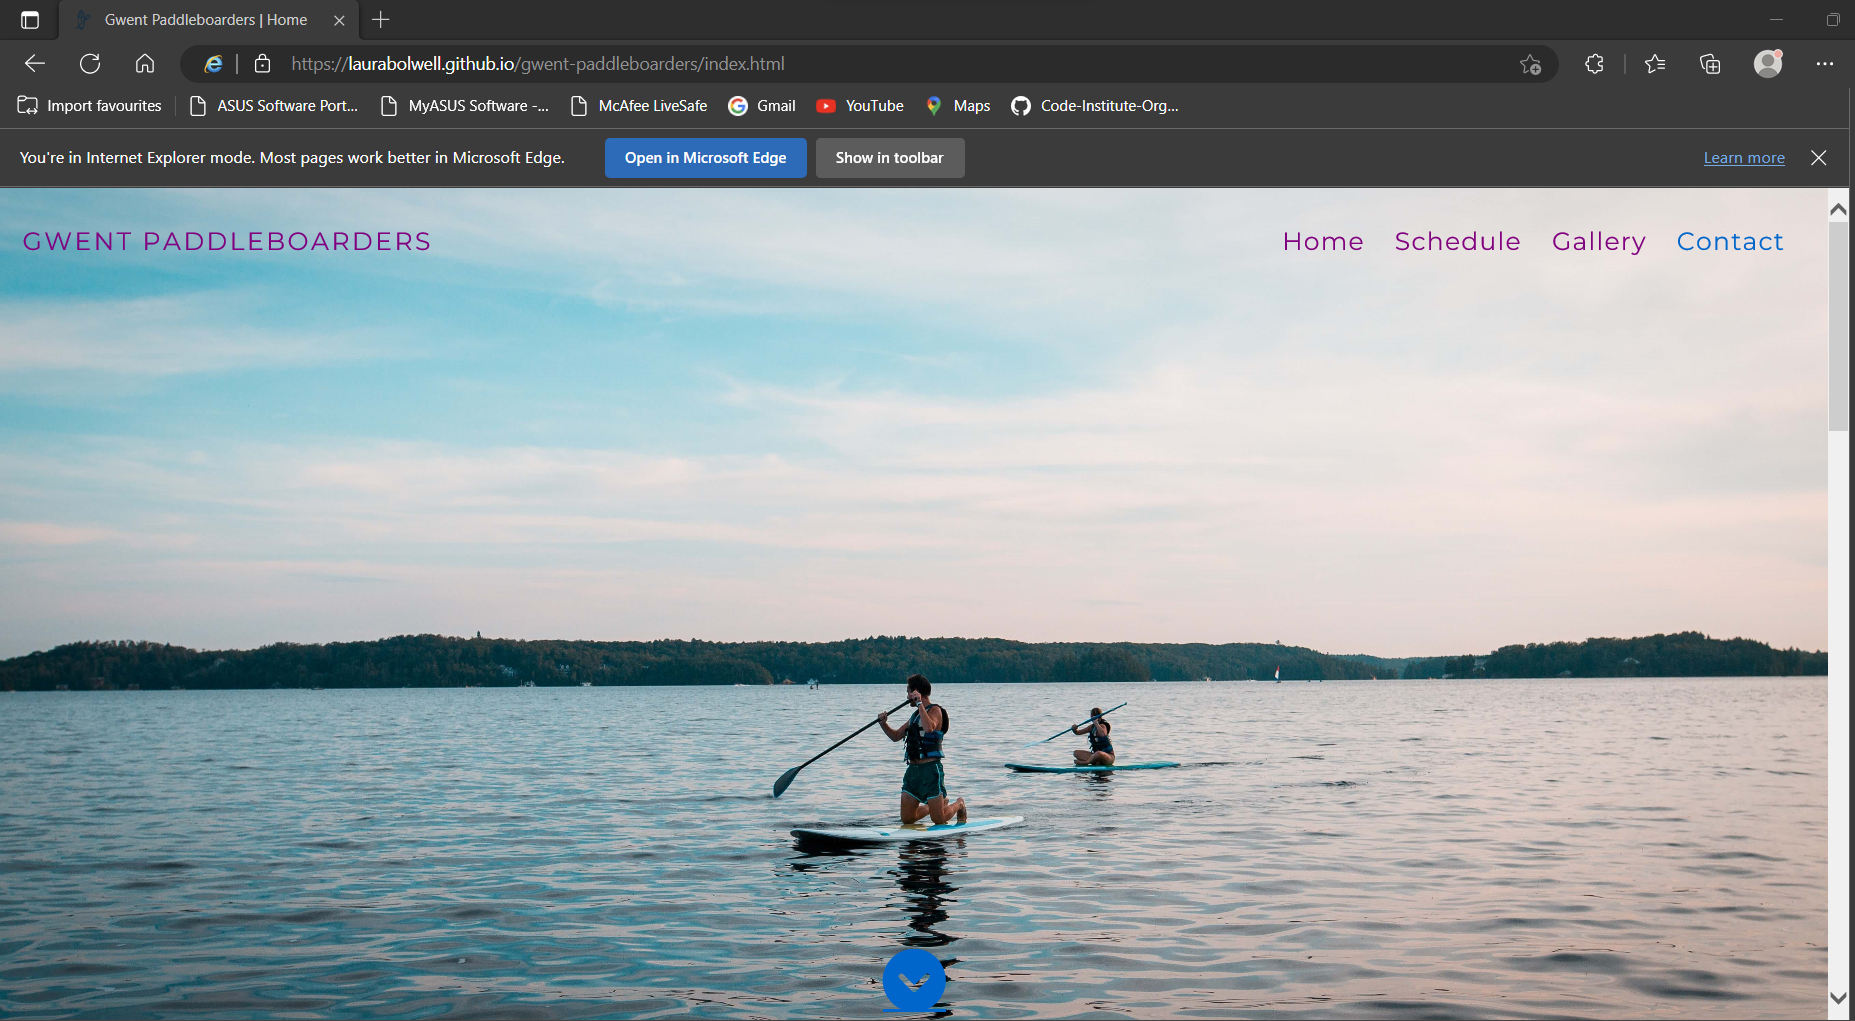 Gwent Paddleboarders | Home
https://laurabolwell.github.io/gwent-paddleboarders/index.html
Import favourites ASUS Software Port... MyASUS Software -... McAfee LiveSafe Gmail YouTube Maps Code-Institute-Org...
You're in Internet Explorer mode. Most pages work better in Microsoft Edge. Open in Microsoft Edge Show in toolbar Learn more
GWENT PADDLEBOARDERS Home Schedule Gallery Contact